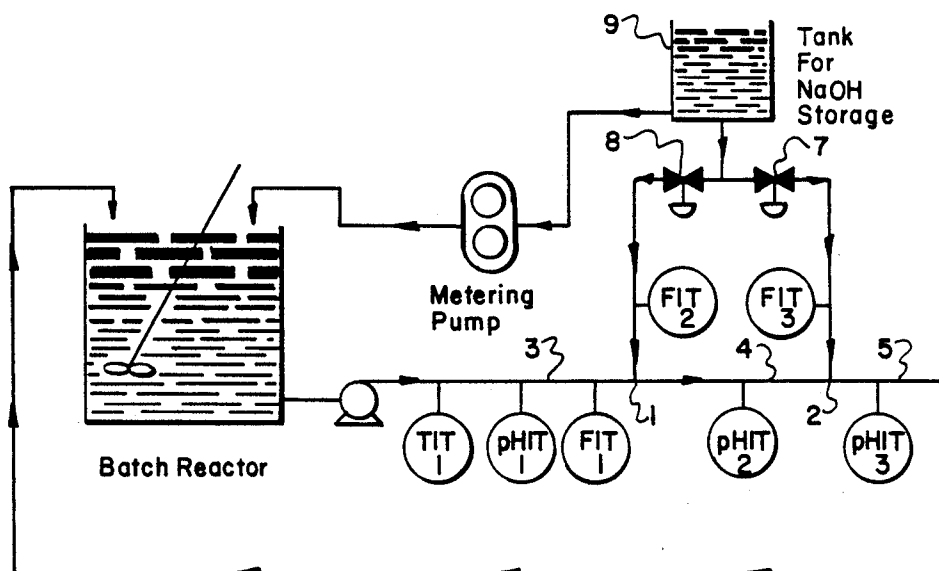 9
Tank
For
NaOH
Storage
8
7
Metering
Pump
FIT
2
FIT
3
3
4
5
1
2
TIT
1
pHIT
1
FIT
1
pHIT
2
pHIT
3
Batch Reactor